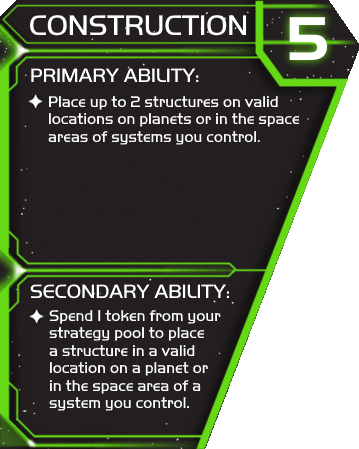 CONSTRUCTION 5
PRIMARY ABILITY:
Place up to 2 structures on valid
locations on planets or in the space
areas of systems you control.
SECONDARY ABILITY:
Spend 1 token from your
strategy pool to place
a structure in a valid
location on a planet or
in the space area of a
system you control.